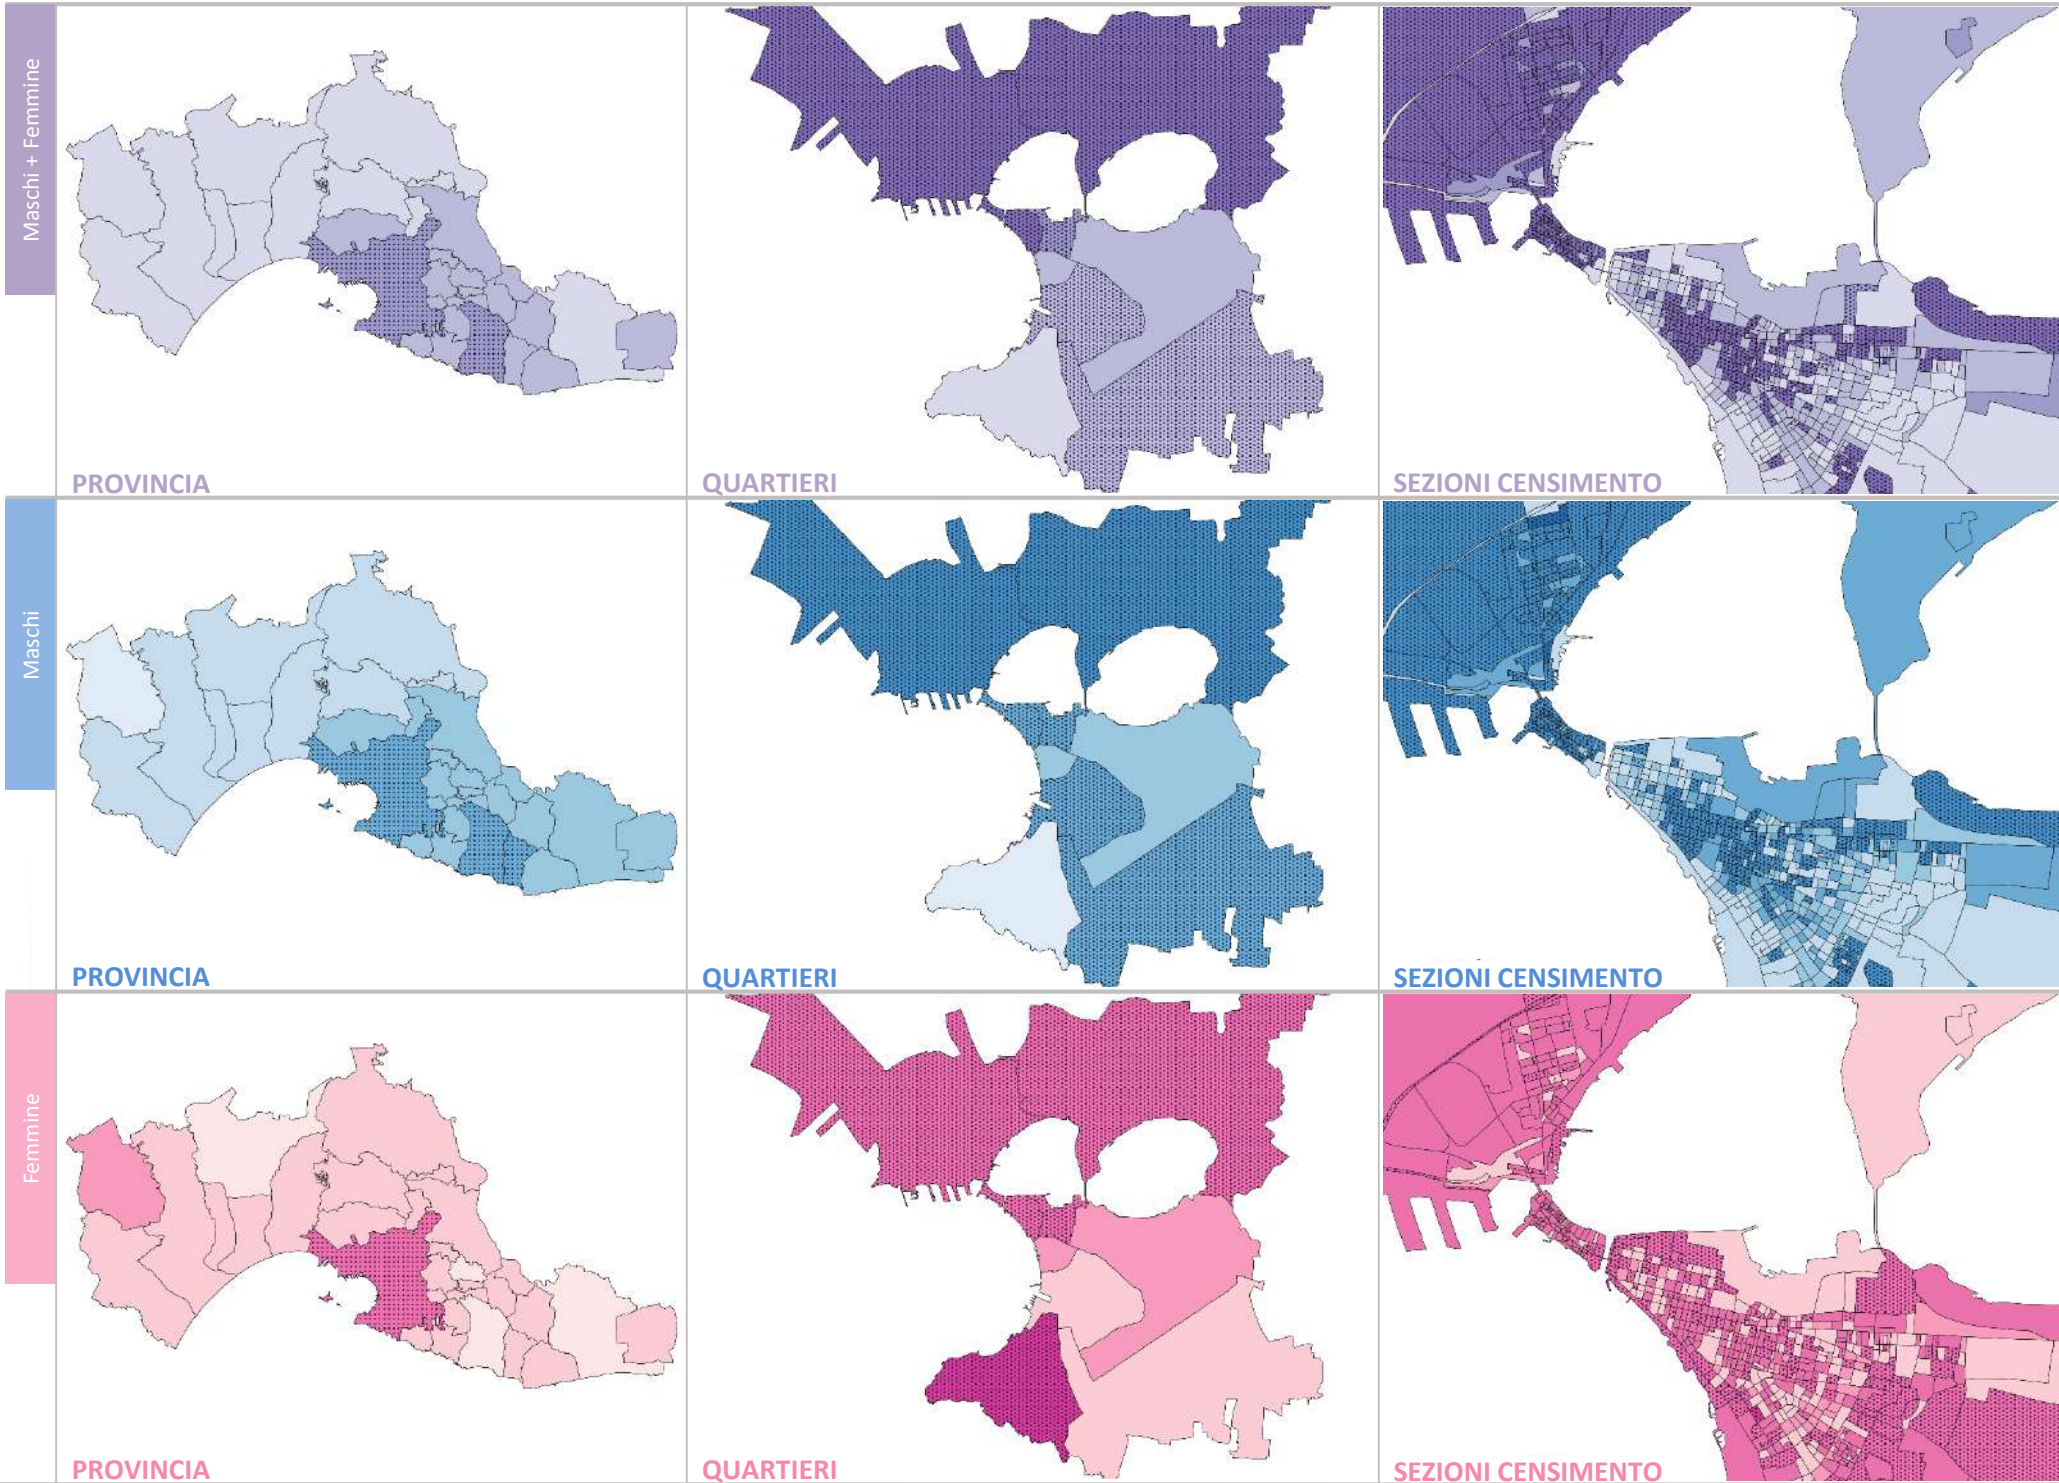 Maschi + Femmine
PROVINCIA
QUARTIERI
SEZIONI CENSIMENTO
Maschi
PROVINCIA
QUARTIERI
SEZIONI CENSIMENTO
Femmine
PROVINCIA
QUARTIERI
SEZIONI CENSIMENTO